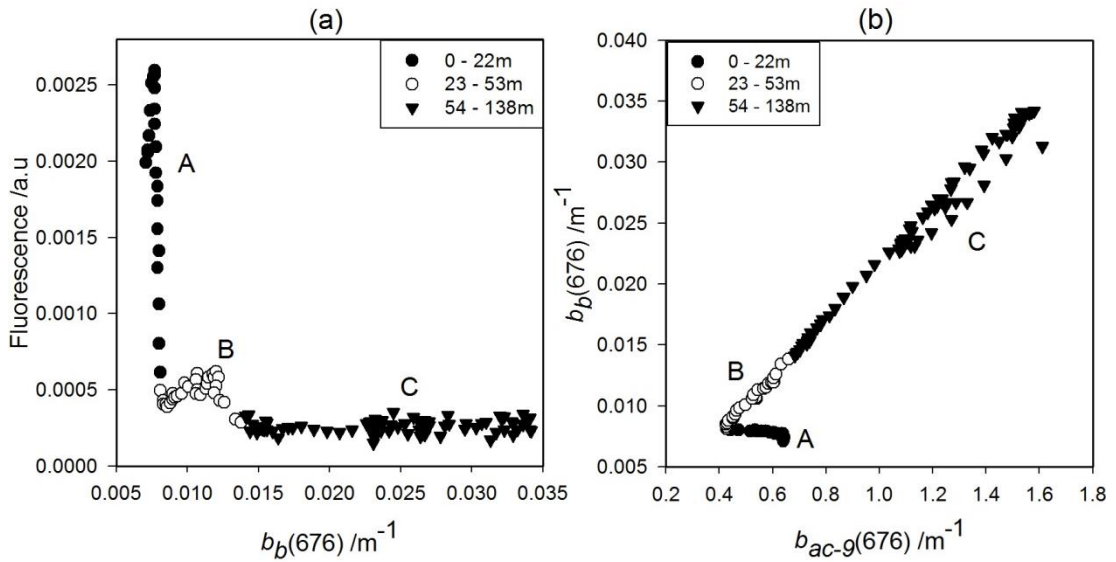 (a)
0 - 22m
23 - 53m
54 - 138m
A
B
C
Fluorescence /a.u
0.0025
0.0020
0.0015
0.0010
0.0005
0.0000
0.005 0.010 0.015 0.020 0.025 0.030 0.035
b_b(676) /m⁻¹
(b)
0 - 22m
23 - 53m
54 - 138m
C
B
A
b_b(676) /m⁻¹
0.040
0.035
0.030
0.025
0.020
0.015
0.010
0.005
0.2 0.4 0.6 0.8 1.0 1.2 1.4 1.6 1.8
b_ac-9(676) /m⁻¹